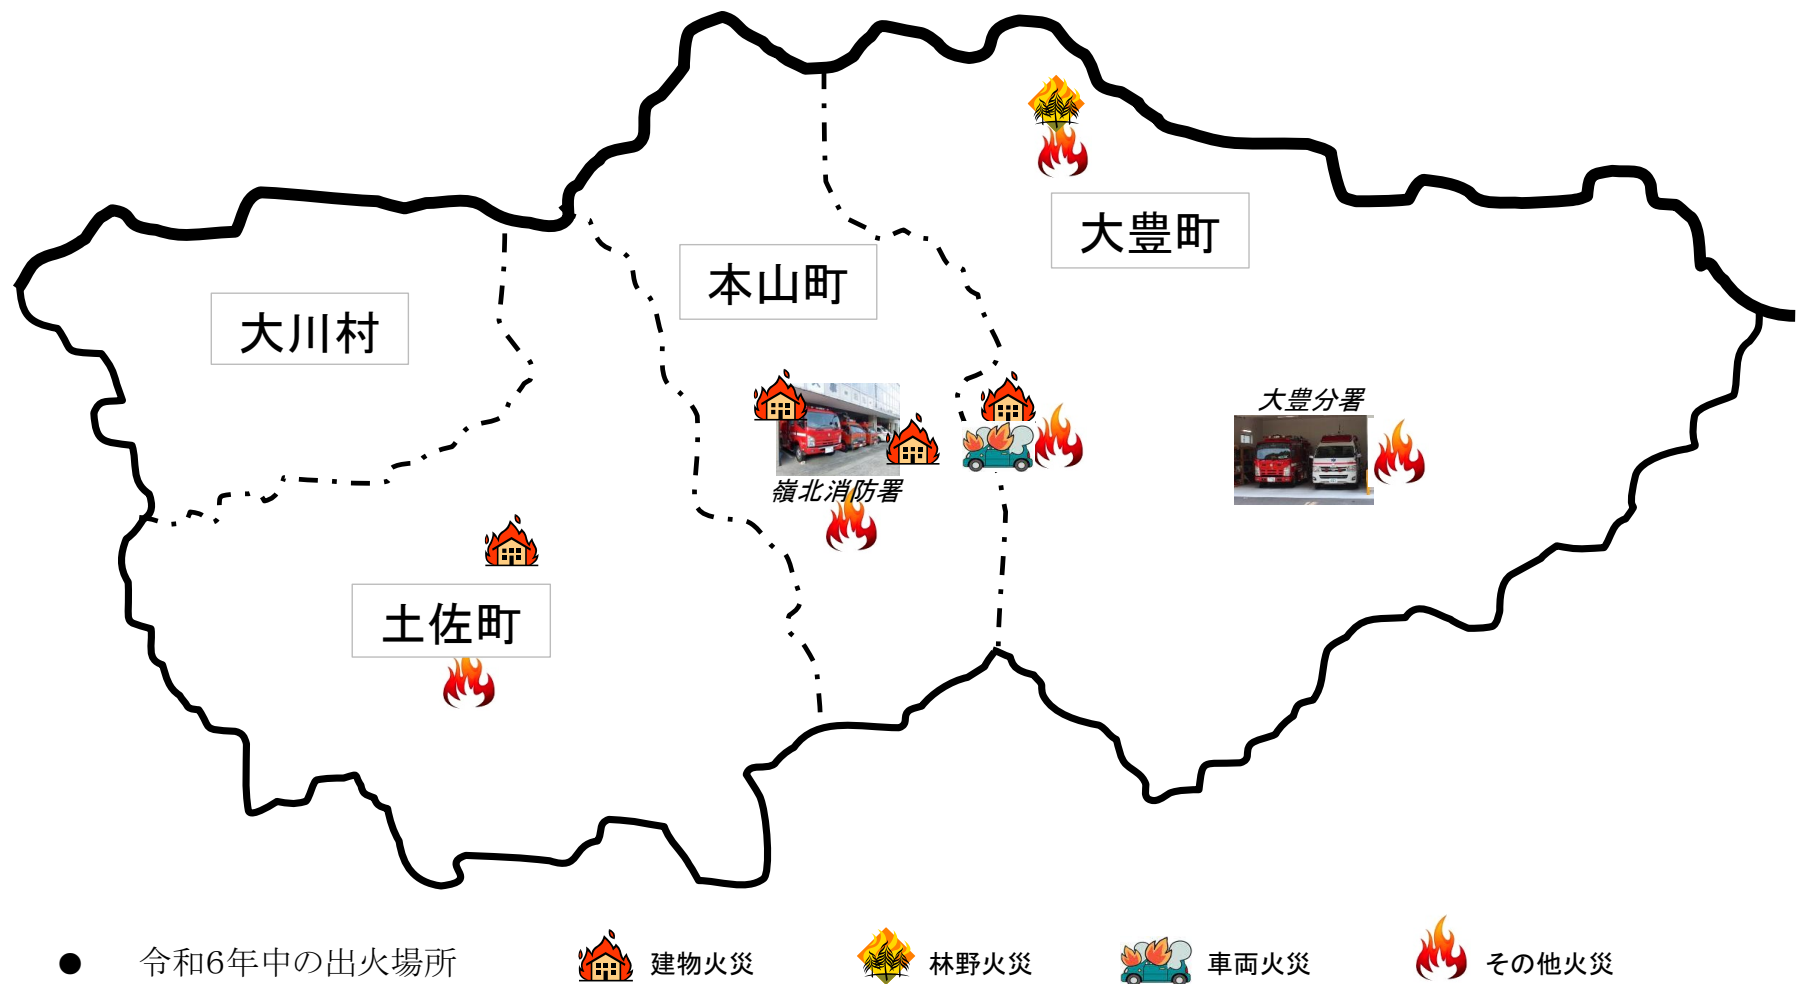 大豊町
本山町
大川村
大豊分署
嶺北消防署
土佐町
● 令和6年中の出火場所 建物火災 林野火災 車両火災 その他火災